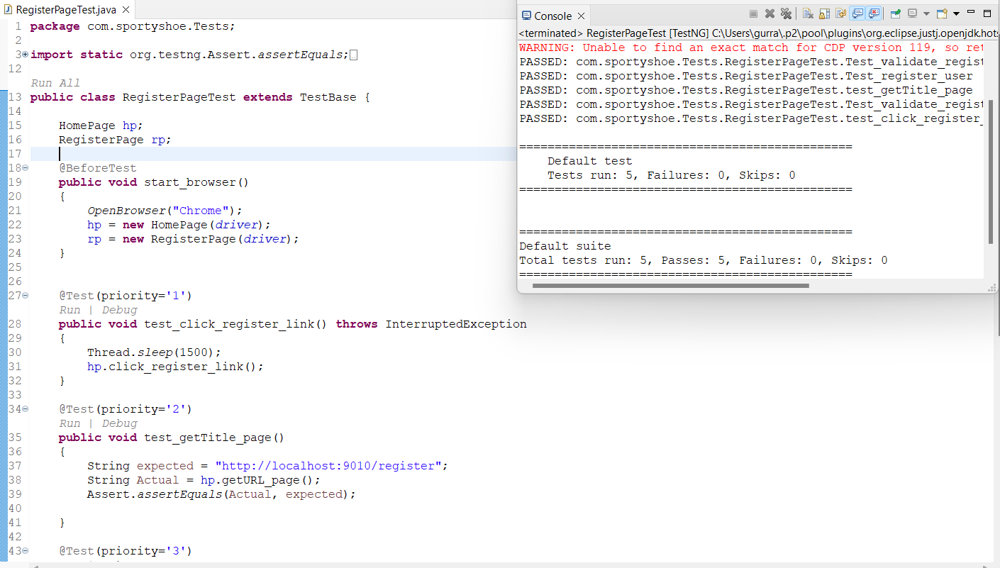 RegisterPageTest.java
1 package com.sportyshoe.Tests;
2
3 import static org.testng.Assert.assertEquals;
12
Run All
13 public class RegisterPageTest extends TestBase {
14
15 HomePage hp;
16 RegisterPage rp;
17
18 @BeforeTest
19 public void start_browser()
20 {
21 OpenBrowser("Chrome");
22 hp = new HomePage(driver);
23 rp = new RegisterPage(driver);
24 }
25
26
27 @Test(priority='1')
Run | Debug
28 public void test_click_register_link() throws InterruptedException
29 {
30 Thread.sleep(1500);
31 hp.click_register_link();
32 }
33
34 @Test(priority='2')
Run | Debug
35 public void test_getTitle_page()
36 {
37 String expected = "http://localhost:9010/register";
38 String Actual = hp.getURL_page();
39 Assert.assertEquals(Actual, expected);
40
41 }
42
43 @Test(priority='3')
Console
<terminated> RegisterPageTest [TestNG] C:\Users\gurra\.p2\pool\plugins\org.eclipse.justj.openjdk.hots
WARNING: Unable to find an exact match for CDP version 119, so ret
PASSED: com.sportyshoe.Tests.RegisterPageTest.Test_validate_regist
PASSED: com.sportyshoe.Tests.RegisterPageTest.Test_register_user
PASSED: com.sportyshoe.Tests.RegisterPageTest.test_getTitle_page
PASSED: com.sportyshoe.Tests.RegisterPageTest.Test_validate_regist
PASSED: com.sportyshoe.Tests.RegisterPageTest.test_click_register_
===============================================
Default test
Tests run: 5, Failures: 0, Skips: 0
===============================================
===============================================
Default suite
Total tests run: 5, Passes: 5, Failures: 0, Skips: 0
===============================================